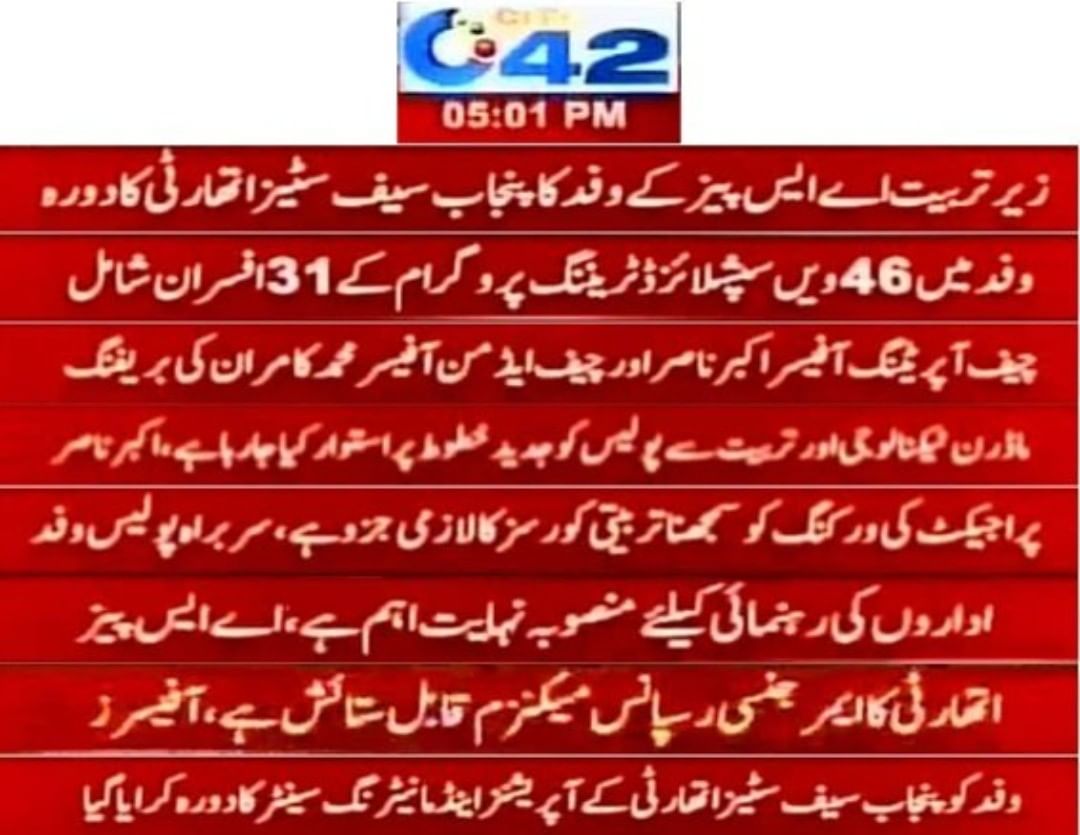 CITY
42
05:01 PM
زیر تربیت اے ایس پیز کے وفد کا پنجاب سیف سٹیز اتھارٹی کا دورہ
وفد میں 46 ویں سپیشلائزڈ ٹریننگ پروگرام کے 31 افسران شامل
چیف آپریٹنگ آفیسر اکبر ناصر اور چیف ایڈمن آفیسر محمد کامران کی بریفنگ
ماڈرن ٹیکنالوجی اور تربیت سے پولیس کو جدید خطوط پر استوار کیا جا رہا ہے، اکبر ناصر
پراجیکٹ کی ورکنگ کو سمجھنا تربیتی کورسز کا لازمی جزو ہے، سربراہ پولیس وفد
اداروں کی رہنمائی کیلئے منصوبہ نہایت اہم ہے، اے ایس پیز
اتھارٹی کا ایمرجنسی رسپانس میکنزم قابل ستائش ہے، آفیسرز
وفد کو پنجاب سیف سٹیز اتھارٹی کے آپریشنز اینڈ مانیٹرنگ سینٹر کا دورہ کرایا گیا